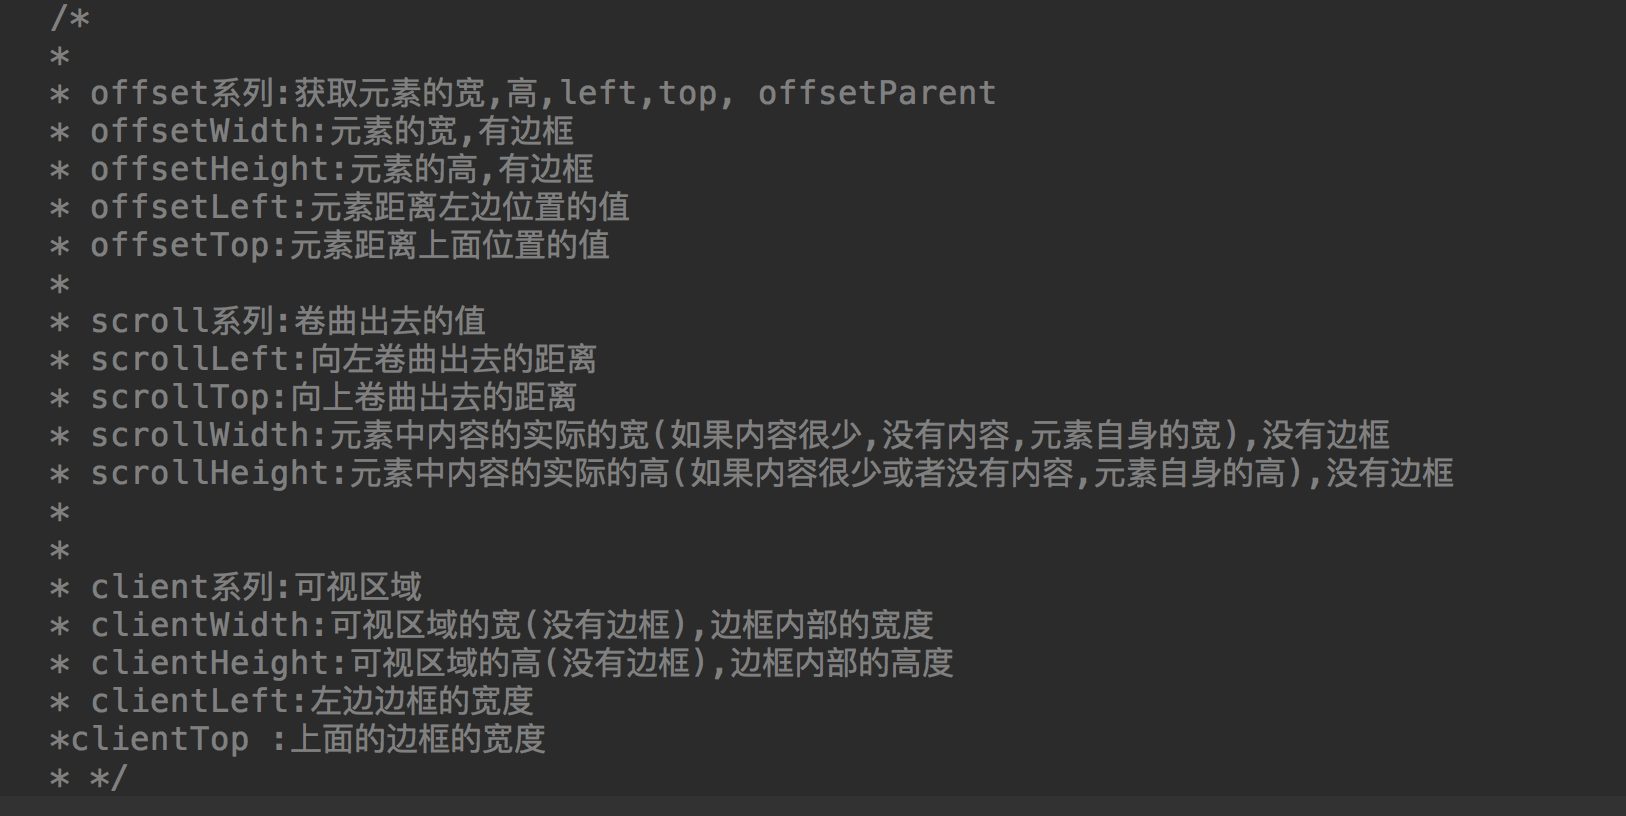 /*
*
* offset系列:获取元素的宽,高,left,top, offsetParent
* offsetWidth:元素的宽,有边框
* offsetHeight:元素的高,有边框
* offsetLeft:元素距离左边位置的值
* offsetTop:元素距离上面位置的值
*
* scroll系列:卷曲出去的值
* scrollLeft:向左卷曲出去的距离
* scrollTop:向上卷曲出去的距离
* scrollWidth:元素中内容的实际的宽(如果内容很少,没有内容,元素自身的宽),没有边框
* scrollHeight:元素中内容的实际的高(如果内容很少或者没有内容,元素自身的高),没有边框
*
*
* client系列:可视区域
* clientWidth:可视区域的宽(没有边框),边框内部的宽度
* clientHeight:可视区域的高(没有边框),边框内部的高度
* clientLeft:左边边框的宽度
*clientTop :上面的边框的宽度
* */